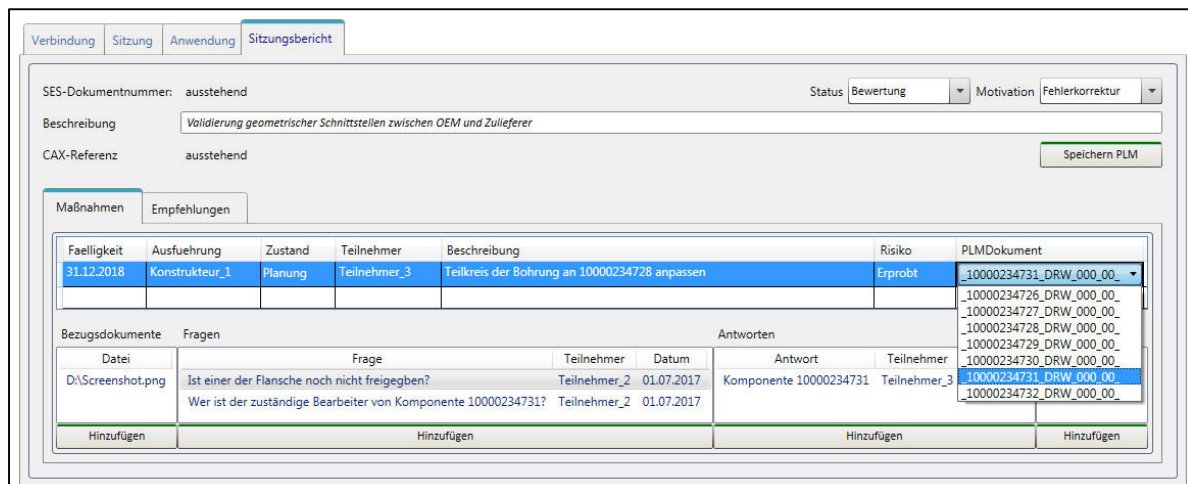 Verbindung Sitzung Anwendung Sitzungsbericht
SES-Dokumentnummer: ausstehend Status Bewertung Motivation Fehlerkorrektur
Beschreibung Validierung geometrischer Schnittstellen zwischen OEM und Zulieferer
CAX-Referenz ausstehend Speichern PLM
Maßnahmen Empfehlungen
Faelligkeit Ausfuehrung Zustand Teilnehmer Beschreibung Risiko PLMDokument
31.12.2018 Konstrukteur_1 Planung Teilnehmer_3 Teilkreis der Bohrung an 10000234728 anpassen Erprobt _10000234731_DRW_000_00_
_10000234726_DRW_000_00_
_10000234727_DRW_000_00_
_10000234728_DRW_000_00_
_10000234729_DRW_000_00_
_10000234730_DRW_000_00_
_10000234731_DRW_000_00_
_10000234732_DRW_000_00_
Bezugsdokumente Fragen Antworten
Datei Frage Teilnehmer Datum Antwort Teilnehmer
D:\Screenshot.png Ist einer der Flansche noch nicht freigegben? Teilnehmer_2 01.07.2017 Komponente 10000234731 Teilnehmer_3
Wer ist der zuständige Bearbeiter von Komponente 10000234731? Teilnehmer_2 01.07.2017
Hinzufügen Hinzufügen Hinzufügen Hinzufügen